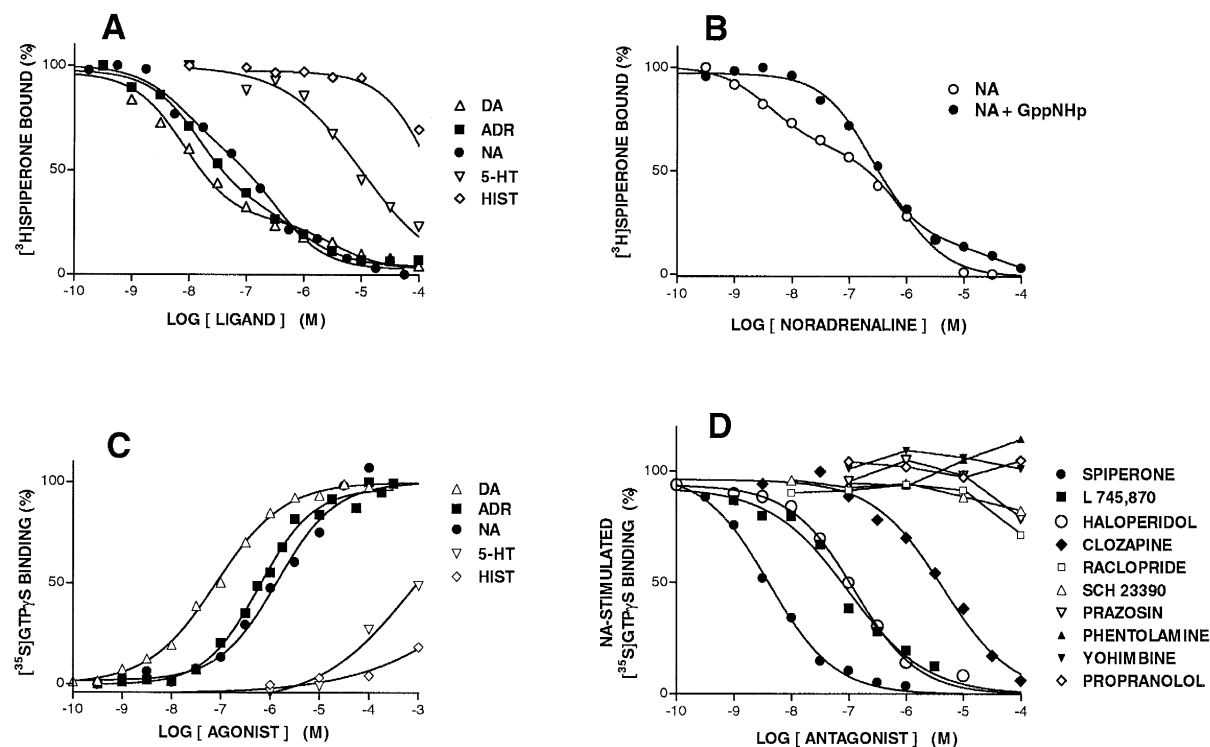 A
[³H]SPIPERONE BOUND (%)
100
50
0
-10 -9 -8 -7 -6 -5 -4
LOG [ LIGAND ] (M)
DA
ADR
NA
5-HT
HIST
B
[³H]SPIPERONE BOUND (%)
100
50
0
-10 -9 -8 -7 -6 -5 -4
LOG [ NORADRENALINE ] (M)
NA
NA + GppNHp
C
[³⁵S]GTPγS BINDING (%)
100
50
0
-10 -9 -8 -7 -6 -5 -4 -3
LOG [ AGONIST ] (M)
DA
ADR
NA
5-HT
HIST
D
NA-STIMULATED
[³⁵S]GTPγS BINDING (%)
100
50
0
-10 -9 -8 -7 -6 -5 -4
LOG [ ANTAGONIST ] (M)
SPIPERONE
L 745,870
HALOPERIDOL
CLOZAPINE
RACLOPRIDE
SCH 23390
PRAZOSIN
PHENTOLAMINE
YOHIMBINE
PROPRANOLOL